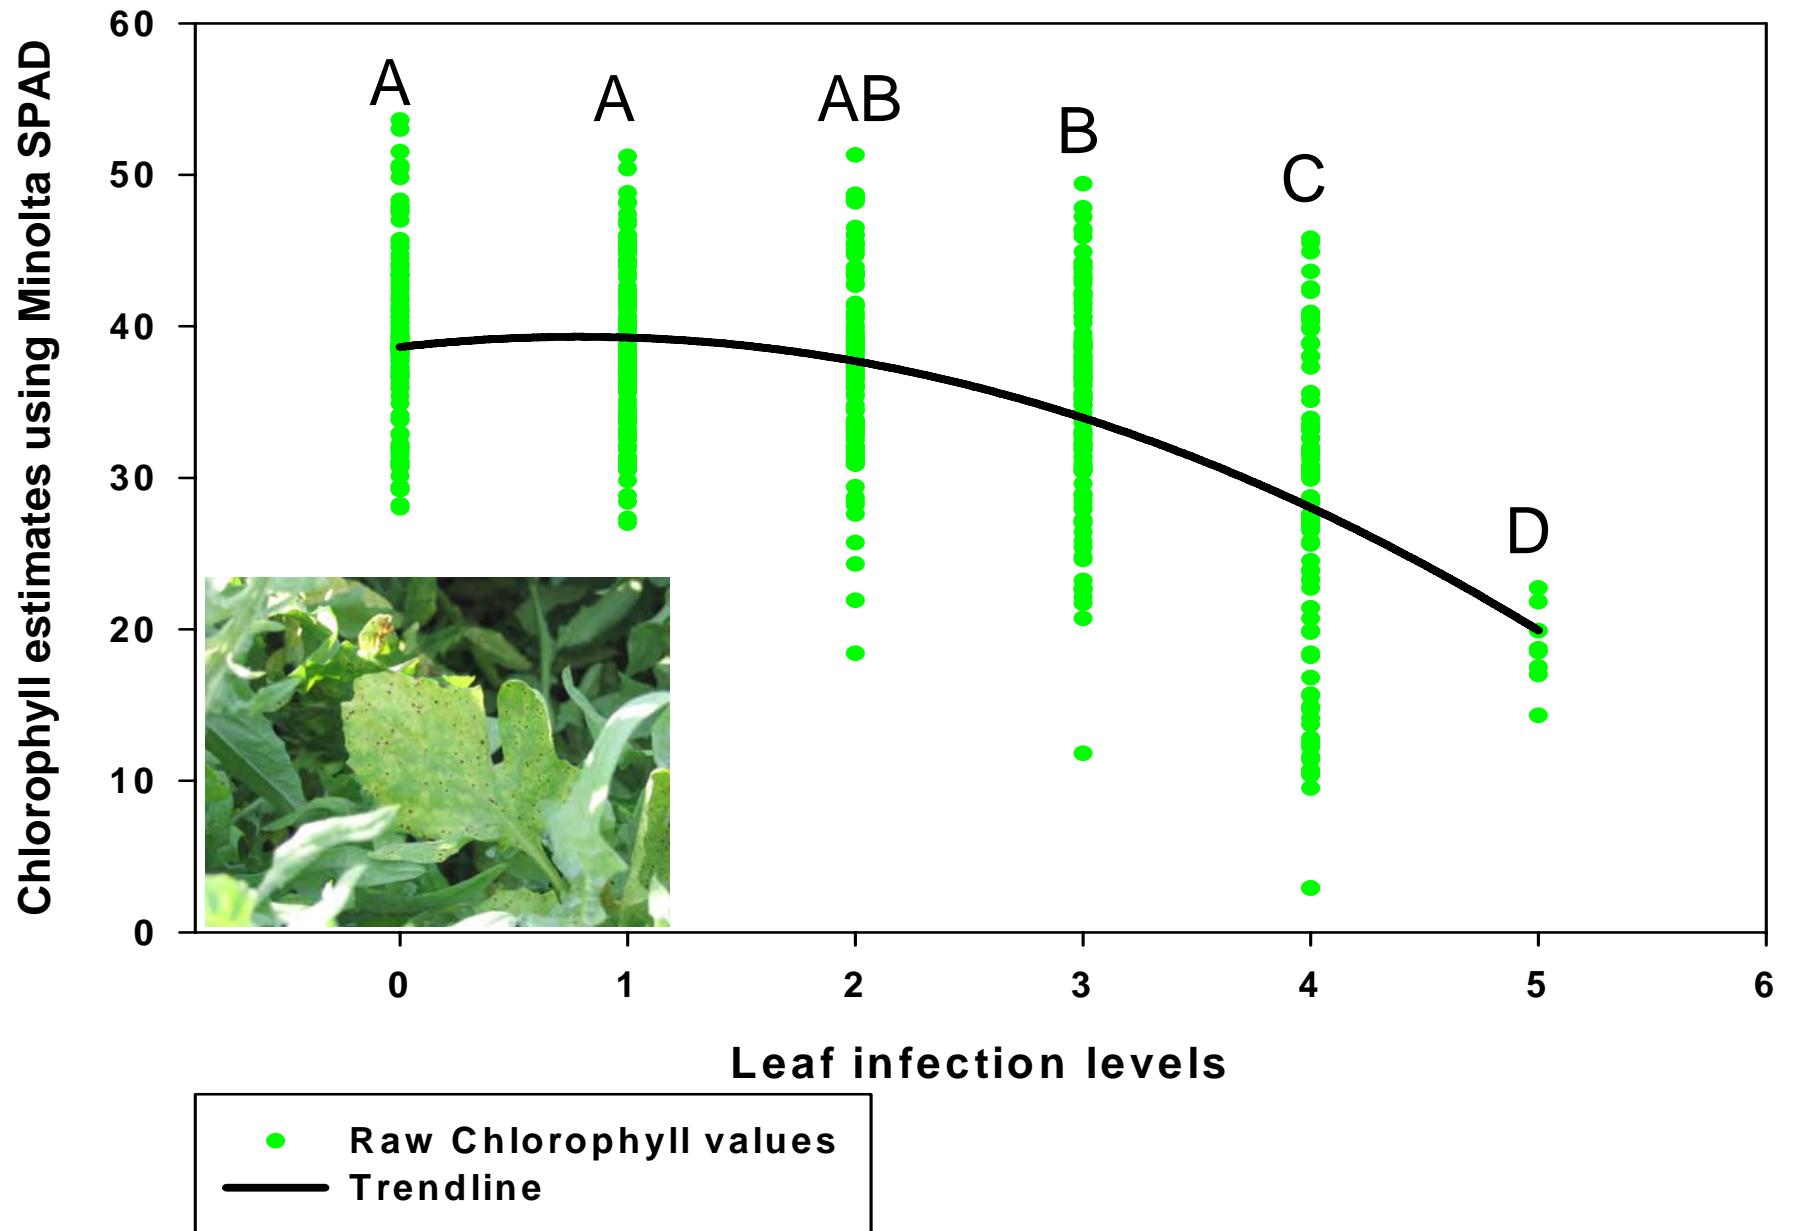 Chlorophyll estimates using Minolta SPAD
60
50
40
30
20
10
0
A
A
AB
B
C
D
0 1 2 3 4 5 6
Leaf infection levels
Raw Chlorophyll values
Trendline